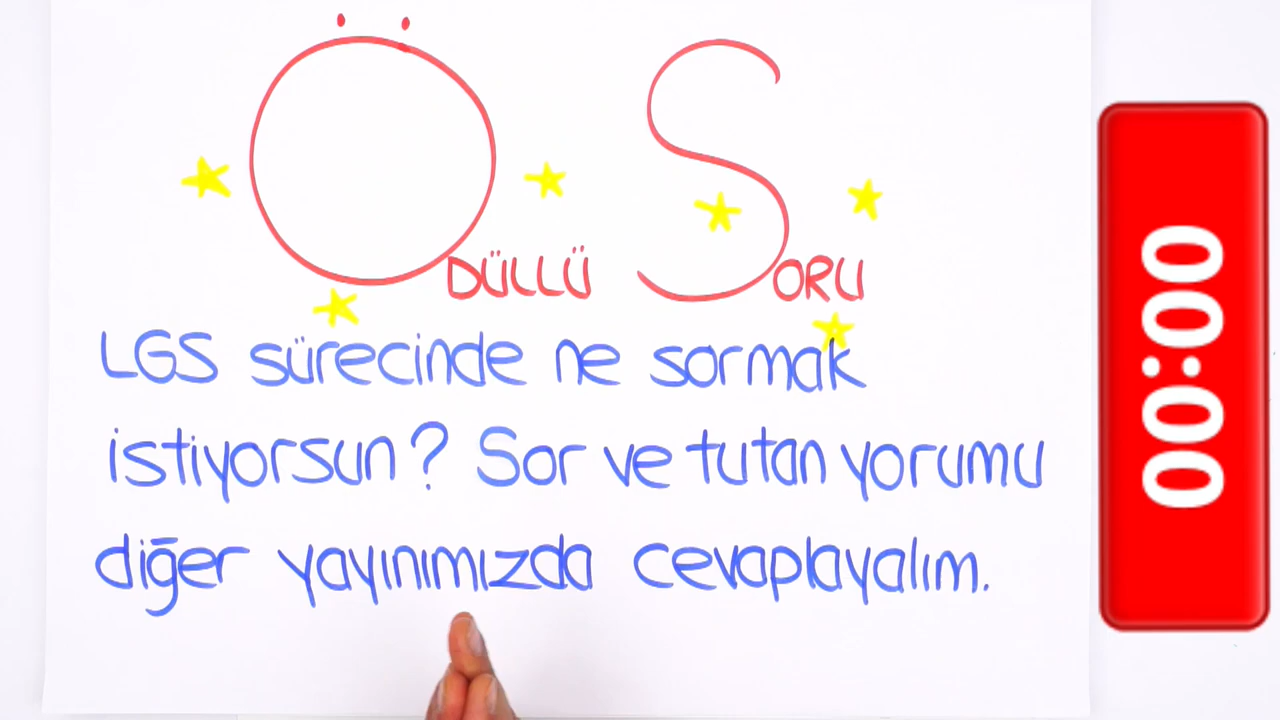 ÖDÜLLÜ SORU
LGS sürecinde ne sormak
istiyorsun? Sor ve tutan yorumu
diğer yayınımızda cevaplayalım.
00:00